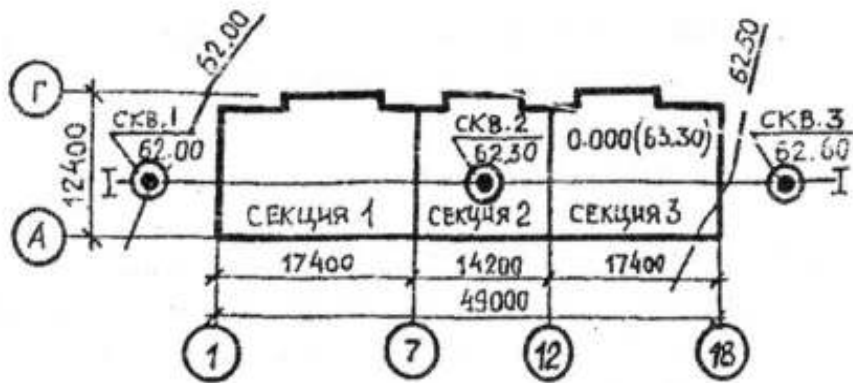 62.00
62.50
Г
12400
СКВ.1
62.00
СКВ.2
62.30
0.000(63.30)
СКВ.3
62.60
I
I
А
СЕКЦИЯ 1
СЕКЦИЯ 2
СЕКЦИЯ 3
17400
14200
17400
49000
1
7
12
18